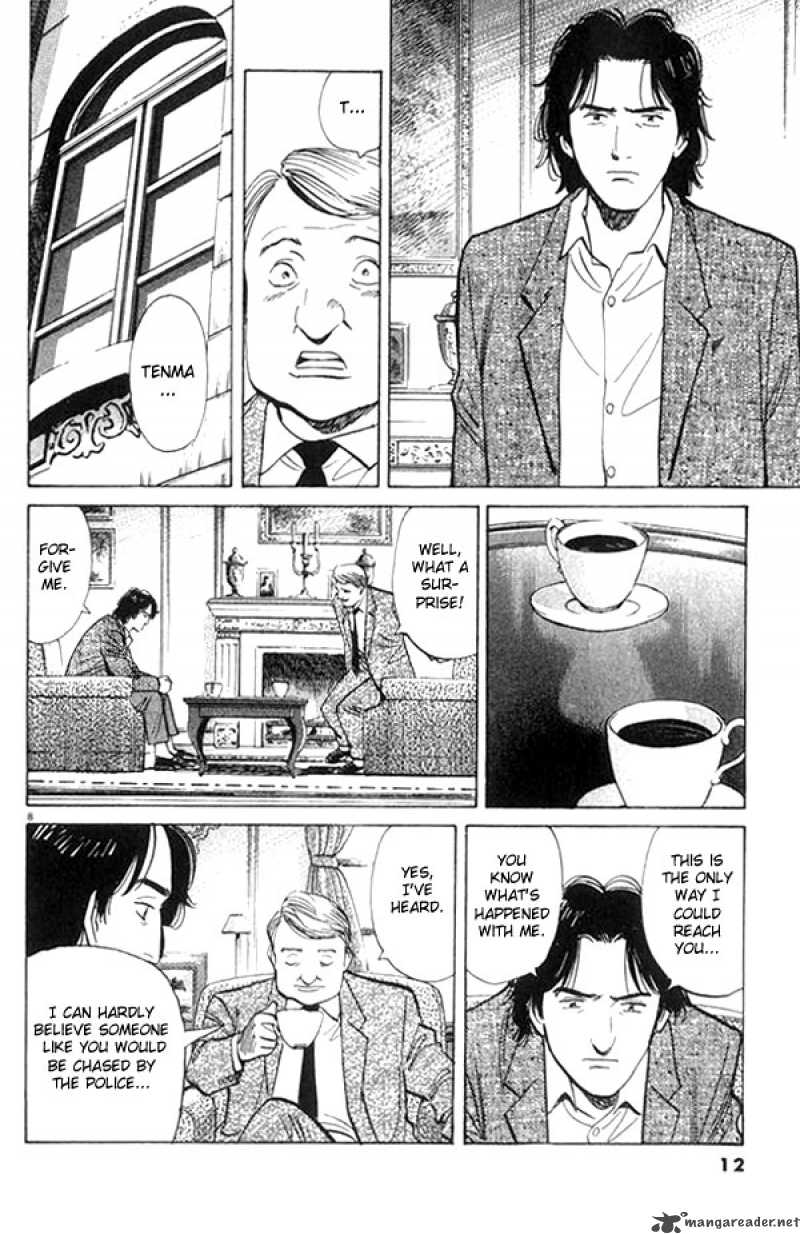 T...
TENMA
...
WELL,
WHAT A
SUR-
PRISE!
FOR-
GIVE
ME.
8
THIS IS
THE ONLY
WAY I
COULD
REACH
YOU...
YOU
KNOW
WHAT'S
HAPPENED
WITH ME.
YES,
I'VE
HEARD.
I CAN HARDLY
BELIEVE SOMEONE
LIKE YOU WOULD
BE CHASED BY
THE POLICE...
12
mangareader.net